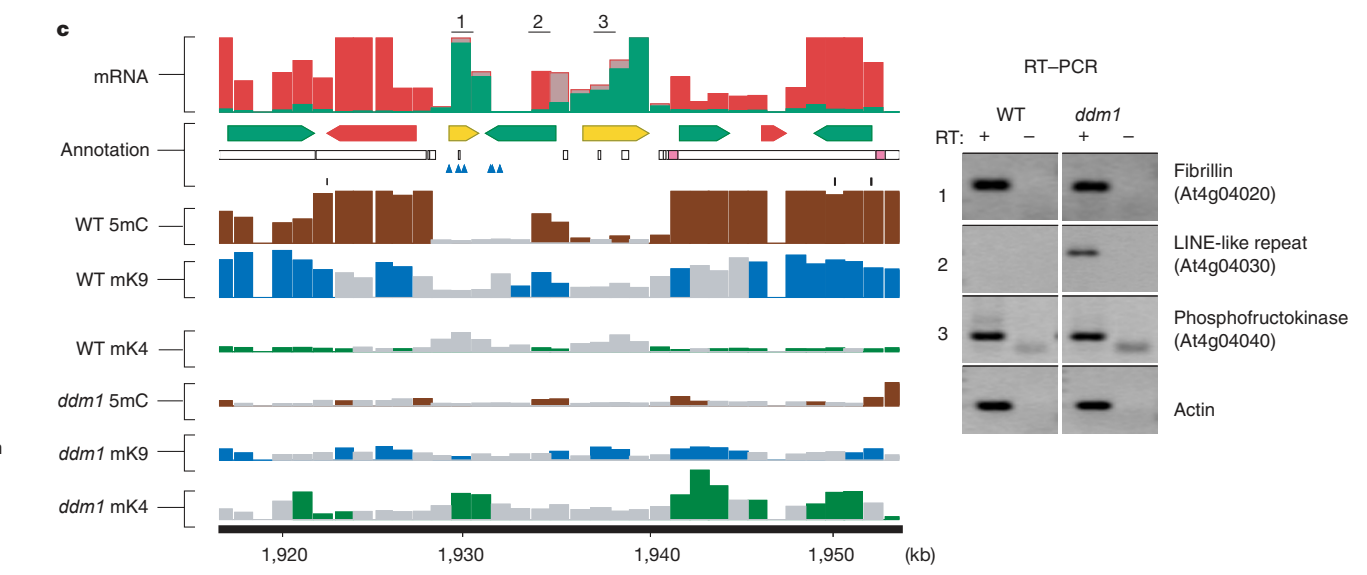 c
1 2 3
mRNA
Annotation
WT 5mC
WT mK9
WT mK4
ddm1 5mC
ddm1 mK9
ddm1 mK4
1,920 1,930 1,940 1,950 (kb)
RT–PCR
WT ddm1
RT: + – + –
1 Fibrillin
(At4g04020)
2 LINE-like repeat
(At4g04030)
3 Phosphofructokinase
(At4g04040)
Actin